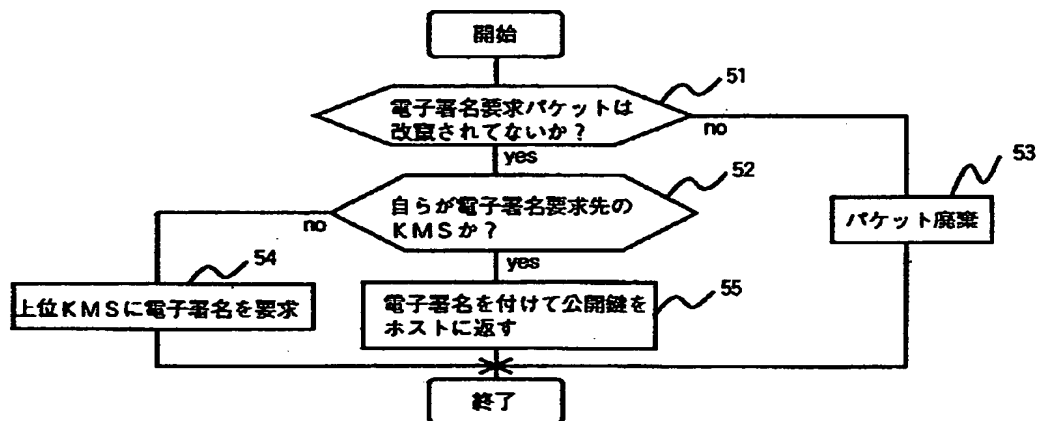 開始
51
電子署名要求パケットは
改竄されてないか？
no
yes
52
53
自らが電子署名要求先の
KMSか？
no
パケット廃棄
yes
54
上位KMSに電子署名を要求
55
電子署名を付けて公開鍵を
ホストに返す
終了